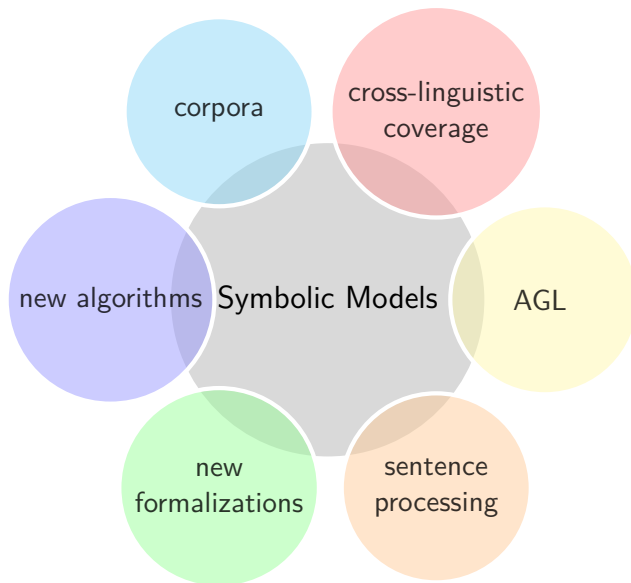 corpora
cross-linguistic
coverage
new algorithms
Symbolic Models
AGL
new
formalizations
sentence
processing